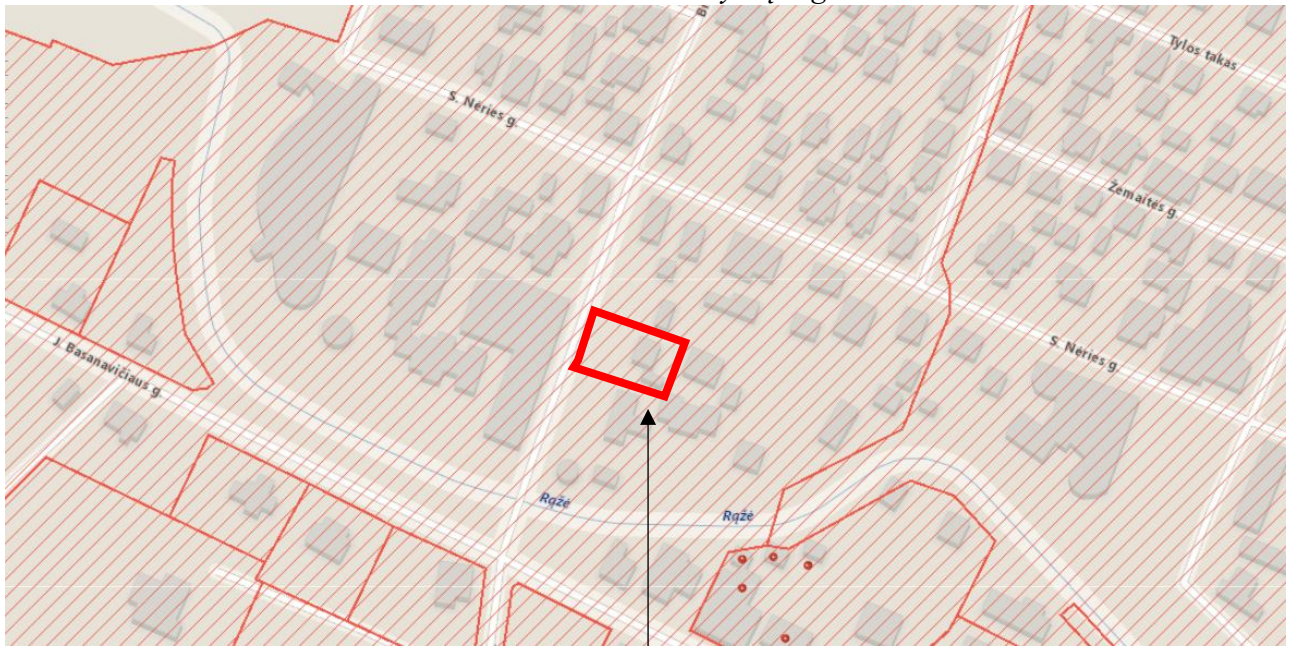 Tylos takas
S. Nėries g.
Žemaitės g.
S. Nėries g.
J. Basanavičiaus g.
Rąžė
Rąžė